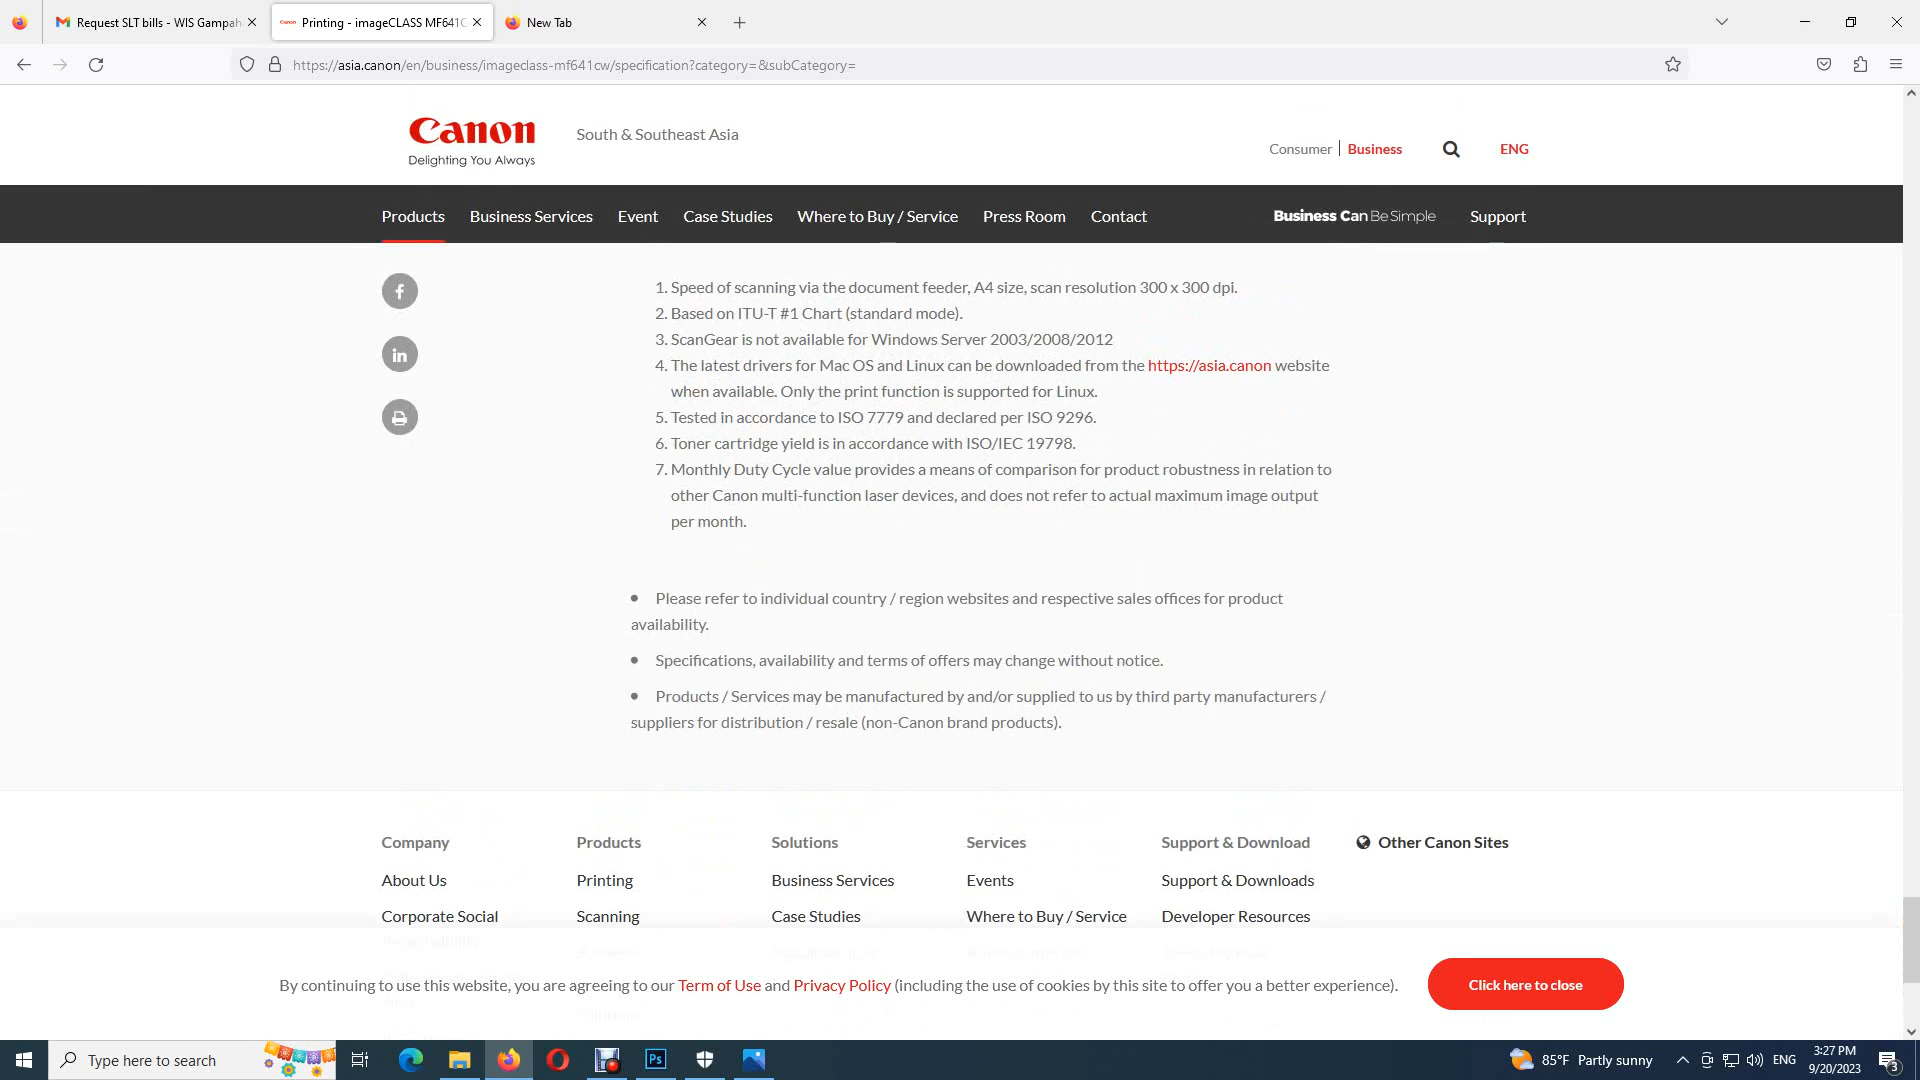 Request SLT bills - WIS Gampah
Printing - imageCLASS MF641C
New Tab
https://asia.canon/en/business/imageclass-mf641cw/specification?category=&subCategory=
Canon
Delighting You Always
South & Southeast Asia
Consumer | Business
ENG
Products
Business Services
Event
Case Studies
Where to Buy / Service
Press Room
Contact
Business Can Be Simple
Support
1. Speed of scanning via the document feeder, A4 size, scan resolution 300 x 300 dpi.
2. Based on ITU-T #1 Chart (standard mode).
3. ScanGear is not available for Windows Server 2003/2008/2012
4. The latest drivers for Mac OS and Linux can be downloaded from the https://asia.canon website
when available. Only the print function is supported for Linux.
5. Tested in accordance to ISO 7779 and declared per ISO 9296.
6. Toner cartridge yield is in accordance with ISO/IEC 19798.
7. Monthly Duty Cycle value provides a means of comparison for product robustness in relation to
other Canon multi-function laser devices, and does not refer to actual maximum image output
per month.
• Please refer to individual country / region websites and respective sales offices for product
availability.
• Specifications, availability and terms of offers may change without notice.
• Products / Services may be manufactured by and/or supplied to us by third party manufacturers /
suppliers for distribution / resale (non-Canon brand products).
Company
Products
Solutions
Services
Support & Download
Other Canon Sites
About Us
Printing
Business Services
Events
Support & Downloads
Corporate Social
Scanning
Case Studies
Where to Buy / Service
Developer Resources
By continuing to use this website, you are agreeing to our Term of Use and Privacy Policy (including the use of cookies by this site to offer you a better experience).
Click here to close
Type here to search
Ps
85°F Partly sunny
ENG
3:27 PM
9/20/2023
3